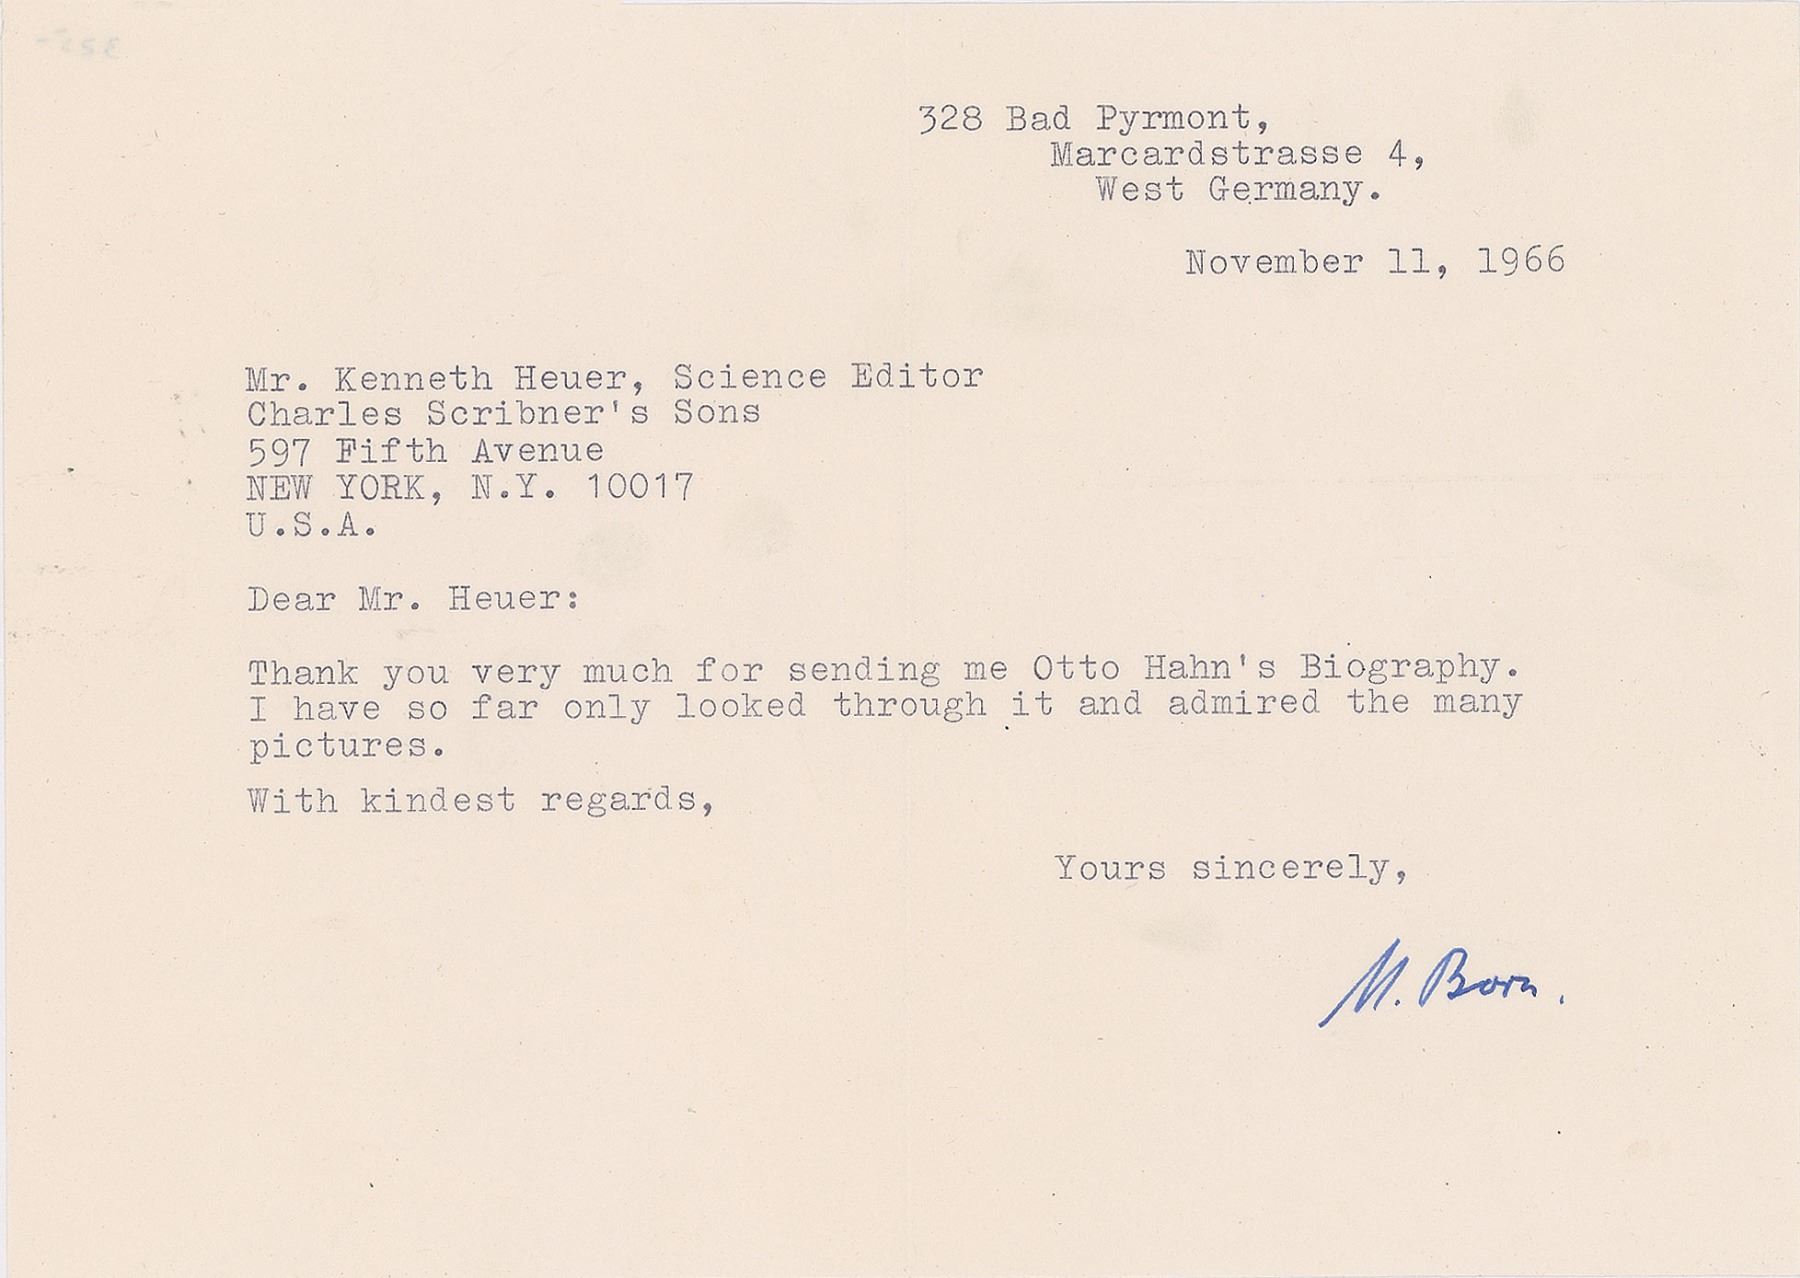 328 Bad Pyrmont,
Marcardstrasse 4,
West Germany.
November 11, 1966
Mr. Kenneth Heuer, Science Editor
Charles Scribner's Sons
597 Fifth Avenue
NEW YORK, N.Y. 10017
U.S.A.
Dear Mr. Heuer:
Thank you very much for sending me Otto Hahn's Biography.
I have so far only looked through it and admired the many
pictures.
With kindest regards,
Yours sincerely,
M. Born.